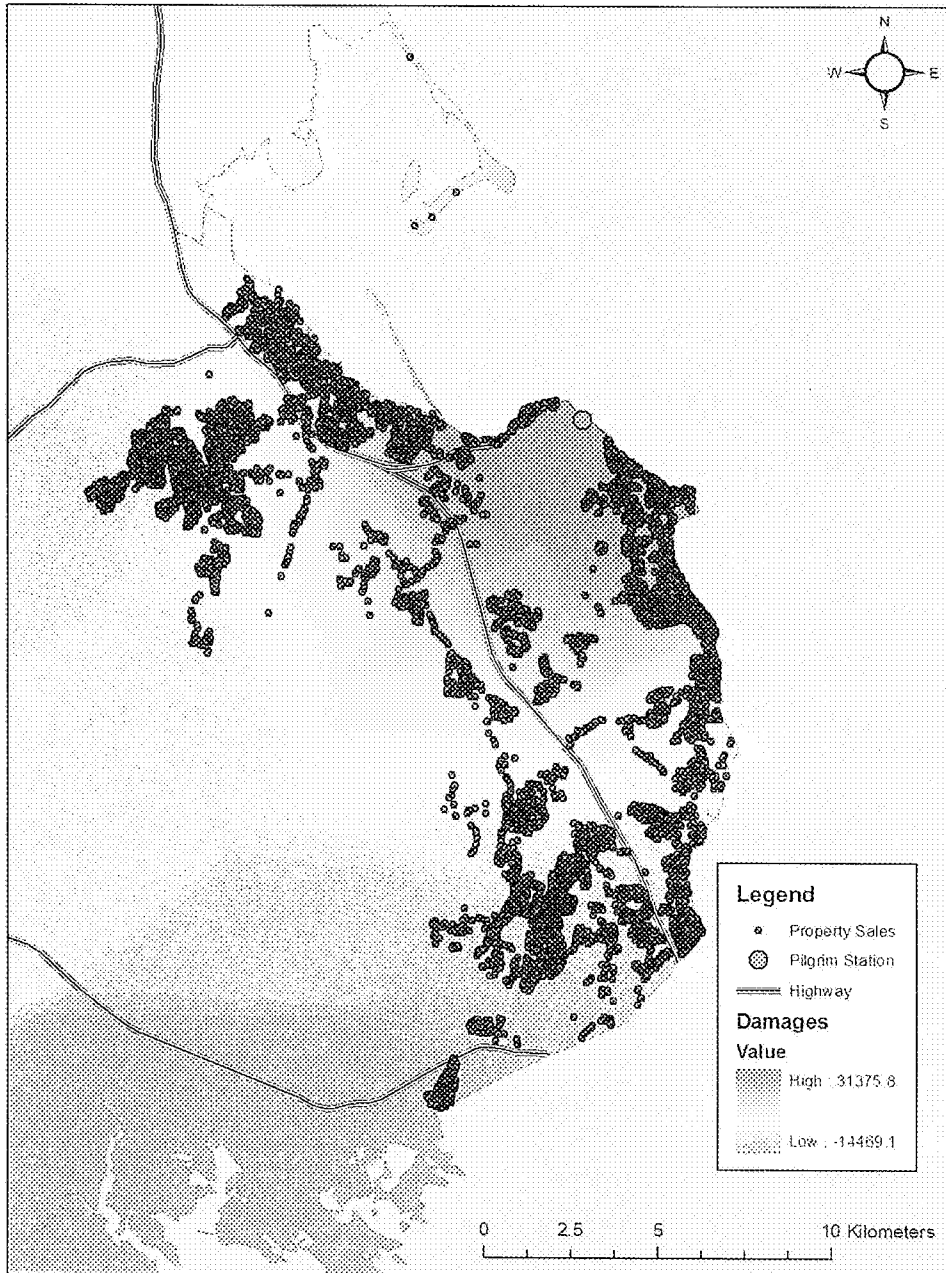 N
W E
S
Legend
Property Sales
Pilgrim Station
Highway
Damages
Value
High : 31375.8
Low : -14469.1
0 2.5 5 10 Kilometers